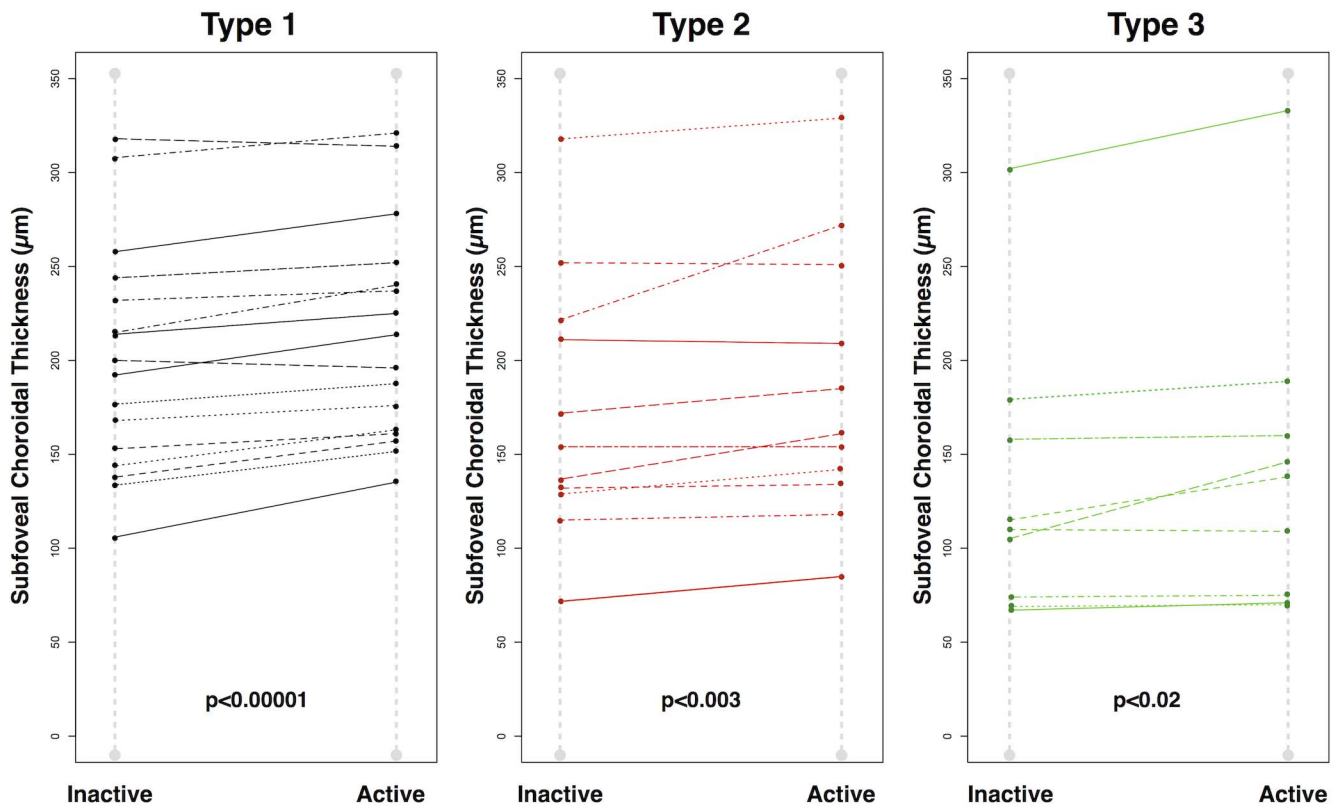 Type 1
Subfoveal Choroidal Thickness (μm)
350
300
250
200
150
100
50
0
p<0.00001
Inactive Active
Type 2
Subfoveal Choroidal Thickness (μm)
350
300
250
200
150
100
50
0
p<0.003
Inactive Active
Type 3
Subfoveal Choroidal Thickness (μm)
350
300
250
200
150
100
50
0
p<0.02
Inactive Active